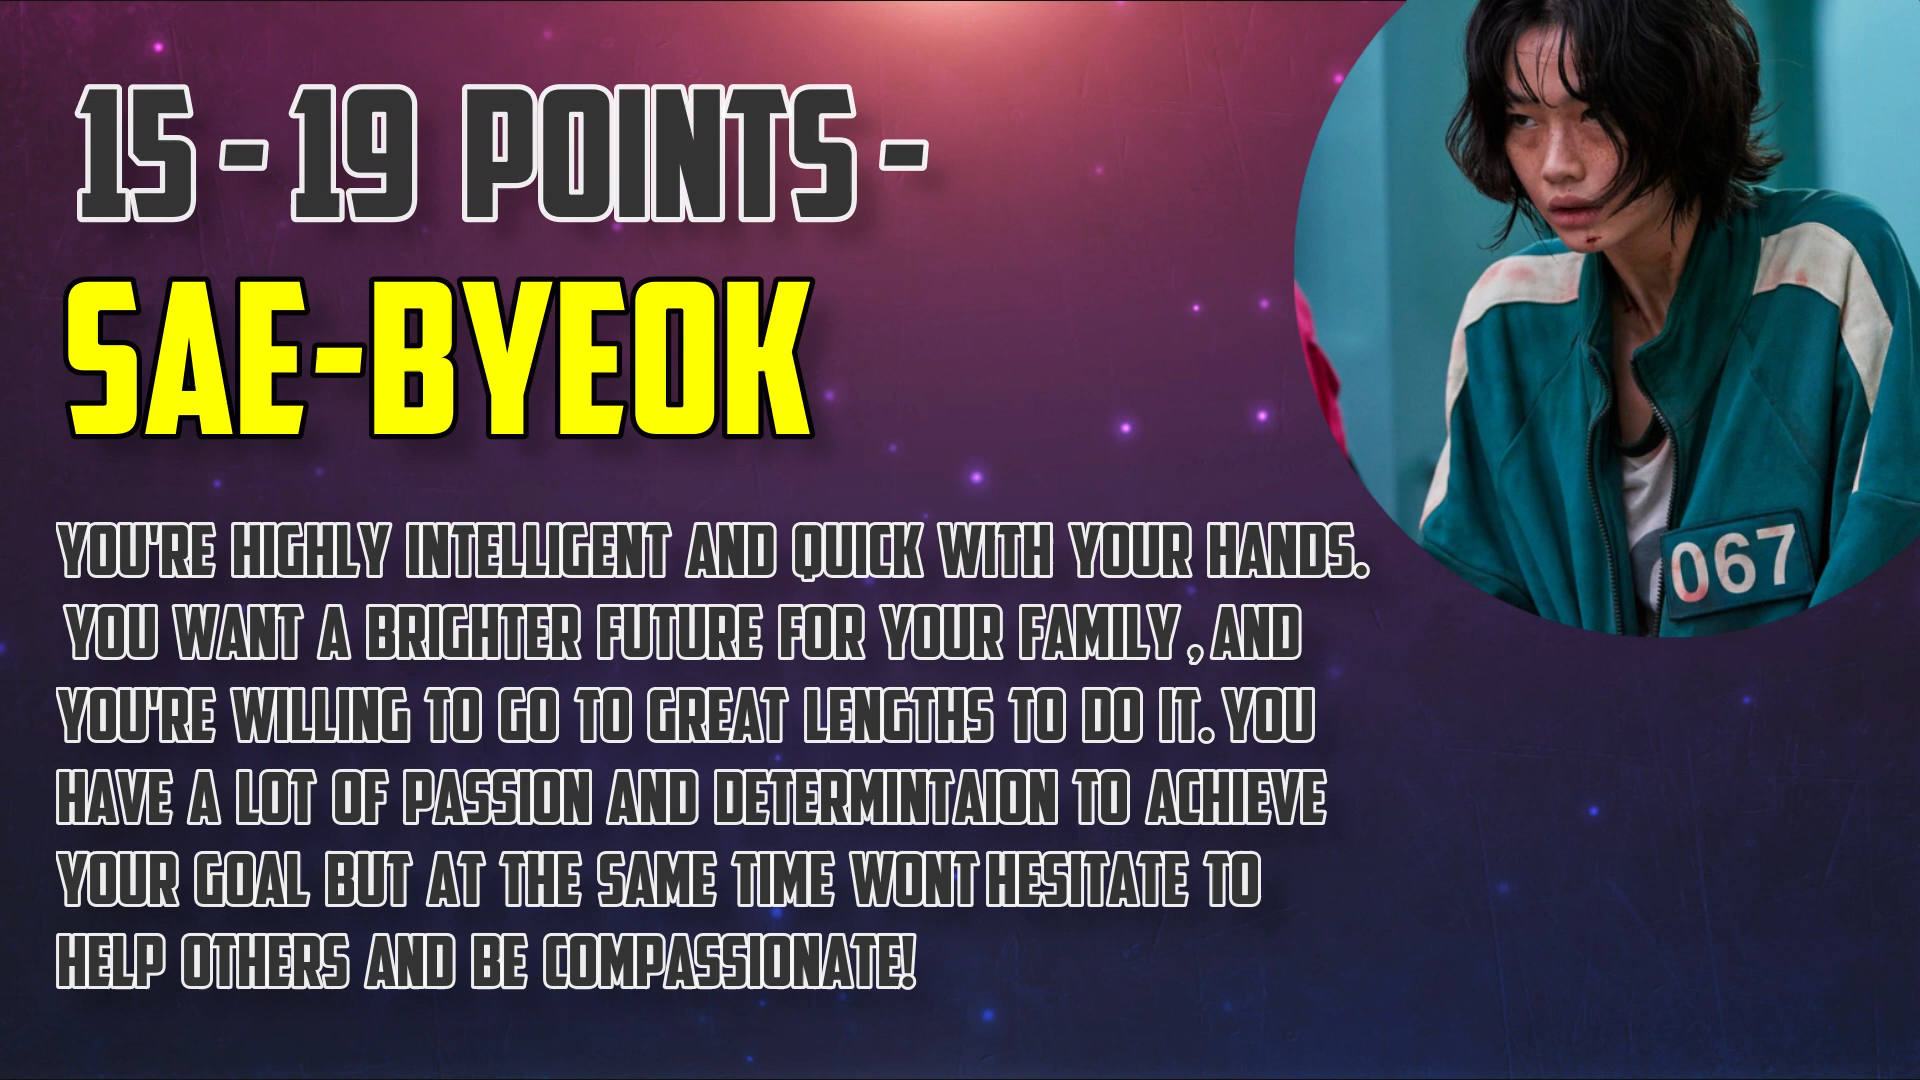 15 - 19 POINTS -
SAE-BYEOK
YOU'RE HIGHLY INTELLIGENT AND QUICK WITH YOUR HANDS.
YOU WANT A BRIGHTER FUTURE FOR YOUR FAMILY , AND
YOU'RE WILLING TO GO TO GREAT LENGTHS TO DO IT. YOU
HAVE A LOT OF PASSION AND DETERMINTAION TO ACHIEVE
YOUR GOAL BUT AT THE SAME TIME WONT HESITATE TO
HELP OTHERS AND BE COMPASSIONATE!
067